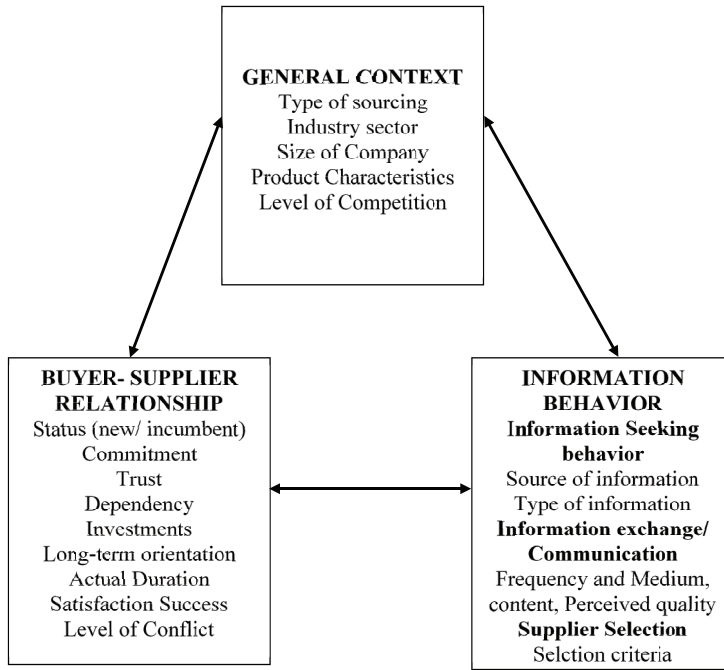 GENERAL CONTEXT
Type of sourcing
Industry sector
Size of Company
Product Characteristics
Level of Competition
BUYER- SUPPLIER
RELATIONSHIP
Status (new/ incumbent)
Commitment
Trust
Dependency
Investments
Long-term orientation
Actual Duration
Satisfaction Success
Level of Conflict
INFORMATION
BEHAVIOR
Information Seeking
behavior
Source of information
Type of information
Information exchange/
Communication
Frequency and Medium,
content, Perceived quality
Supplier Selection
Selction criteria